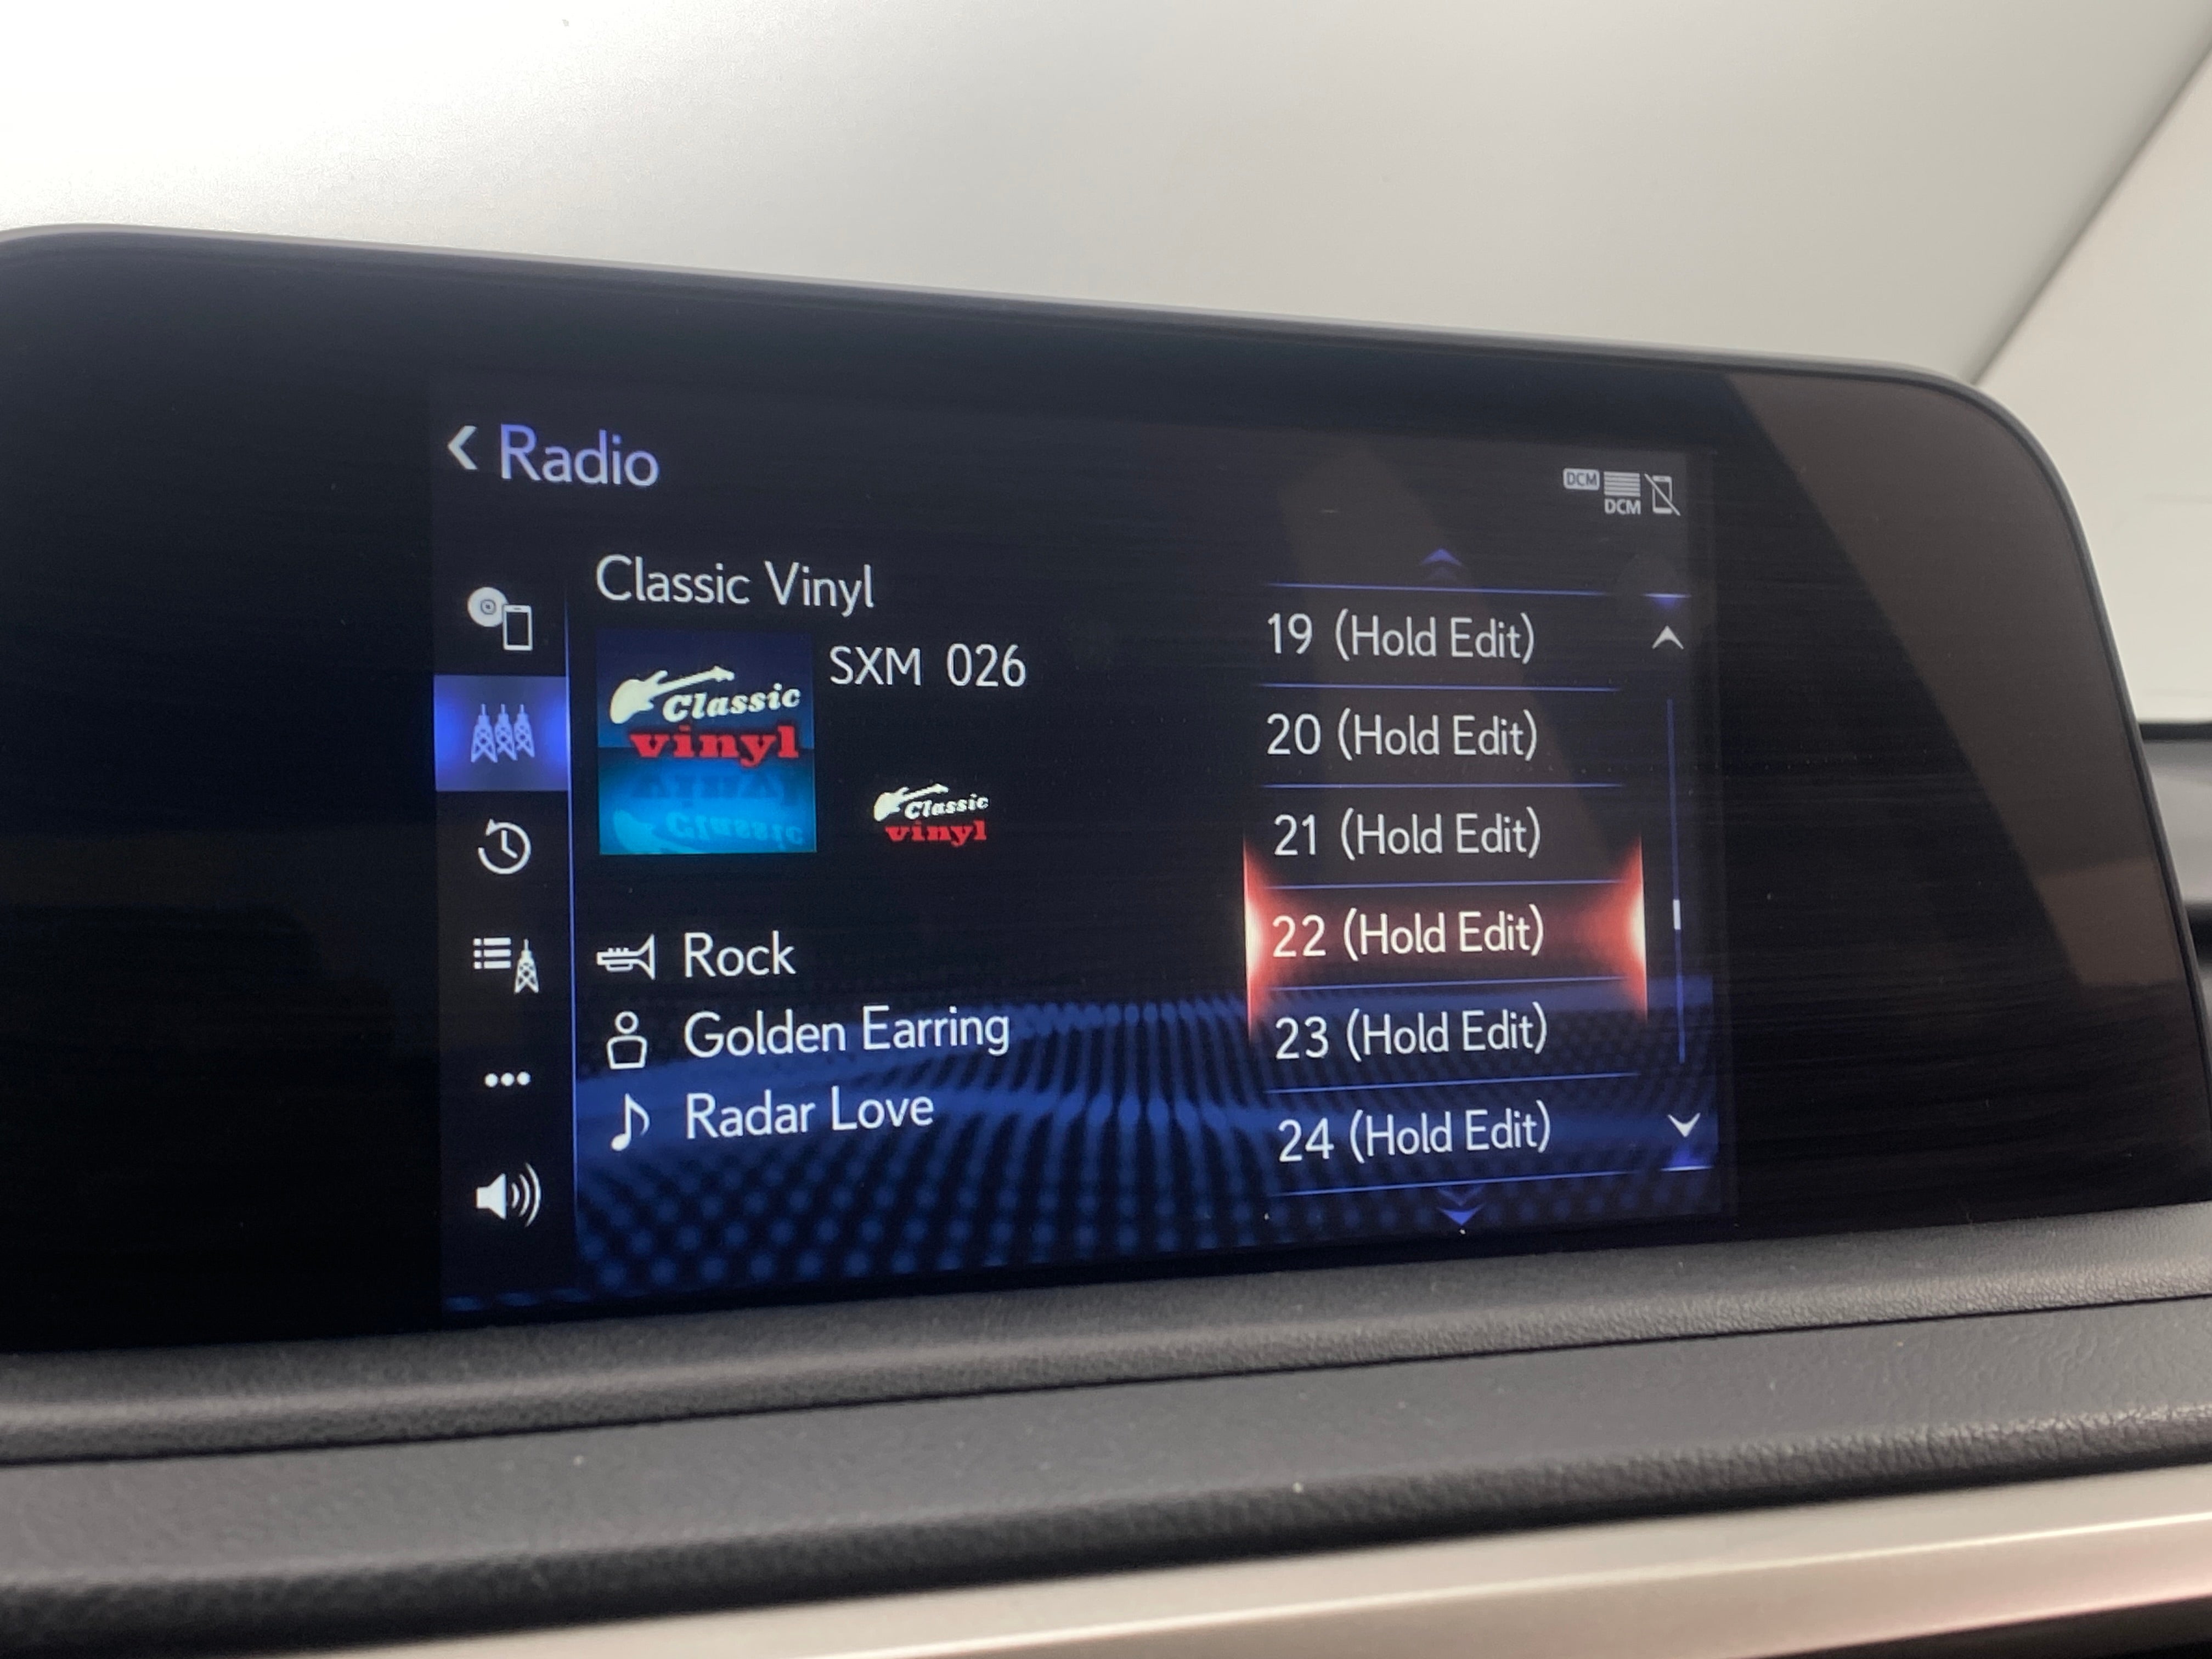 Radio
DCM
DCM
Classic Vinyl
SXM 026
Classic
vinyl
Classic
vinyl
Rock
Golden Earring
Radar Love
19 (Hold Edit)
20 (Hold Edit)
21 (Hold Edit)
22 (Hold Edit)
23 (Hold Edit)
24 (Hold Edit)